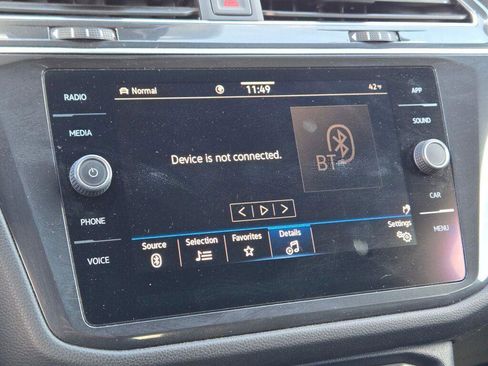 RADIO
MEDIA
PHONE
VOICE
Normal
11:49
42°F
Device is not connected.
BT
Source
Selection
Favorites
Details
Settings
APP
SOUND
CAR
MENU